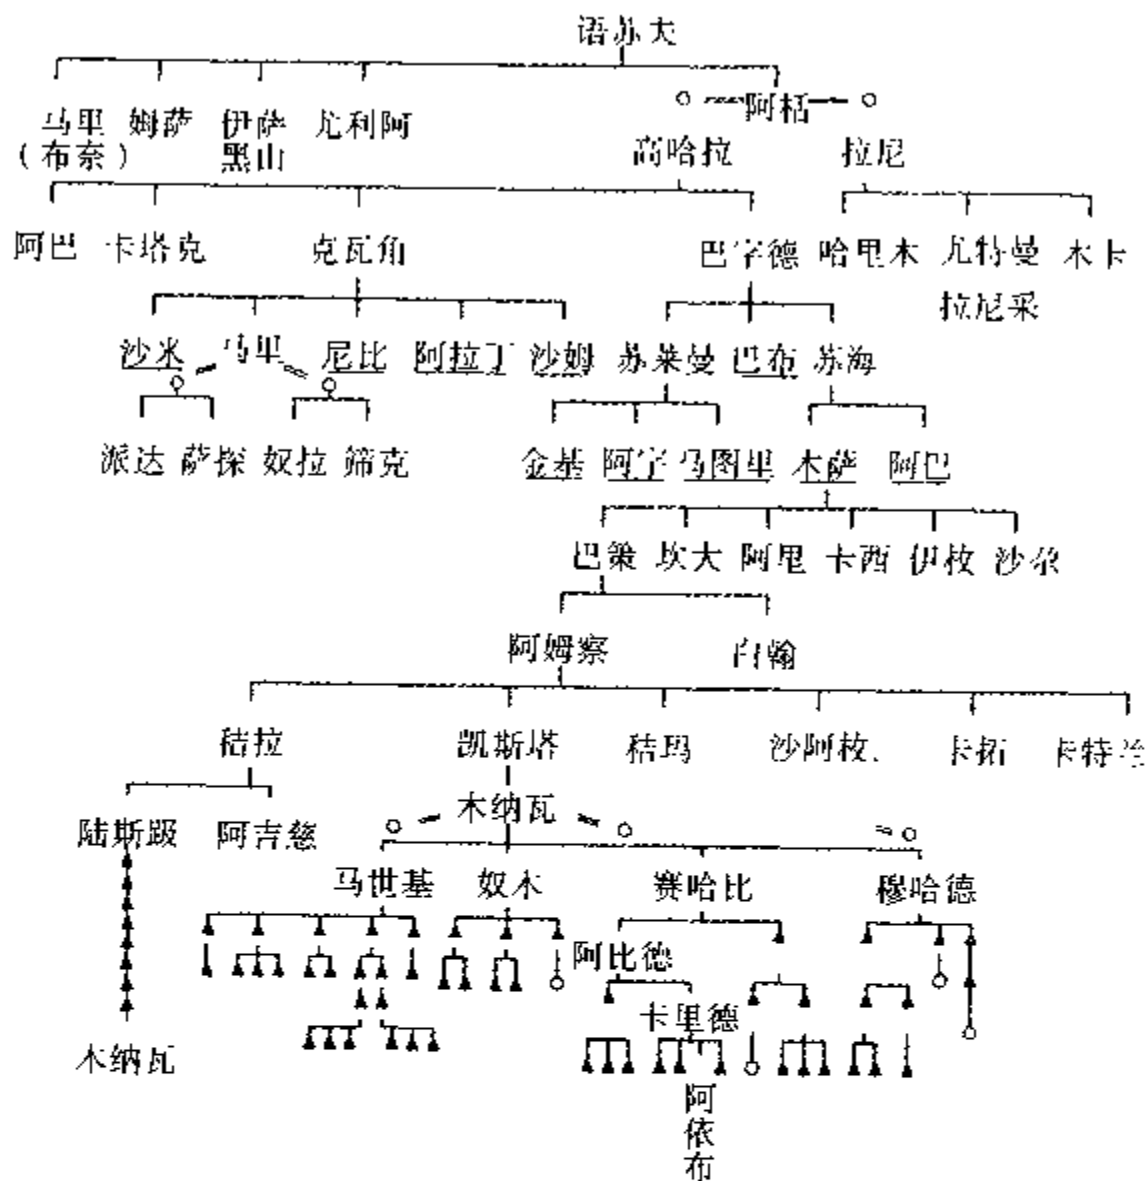 语苏夫
阿栝
马里 姆萨 伊萨 尤利阿
(布奈) 黑山
高哈拉 拉尼
阿巴 卡塔克 克瓦角 巴字德 哈里木 尤特曼 木卡
拉尼采
沙米 马里 尼比 阿拉丁 沙姆 苏莱曼 巴布 苏海
派达 萨探 奴拉 筛克 金基 阿字 马图里 木萨 阿巴
巴策 坎大 阿里 卡西 伊枚 沙尔
阿姆察 白翰
秸拉 凯斯塔 秸玛 沙阿枚 卡拓 卡特
陆斯跋 阿吉慈 木纳瓦
马世基 奴木 赛哈比 穆哈德
阿比德
卡里德
木纳瓦
阿依布